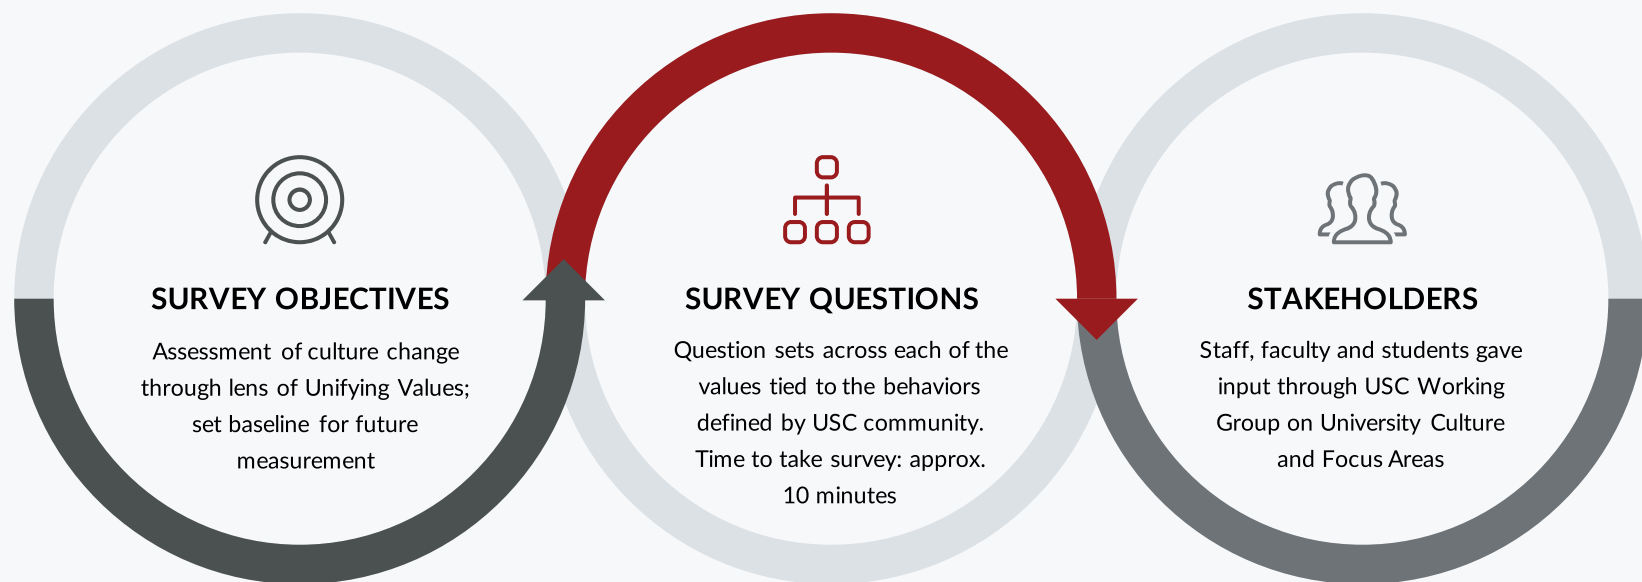 SURVEY OBJECTIVES
Assessment of culture change
through lens of Unifying Values;
set baseline for future
measurement
SURVEY QUESTIONS
Question sets across each of the
values tied to the behaviors
defined by USC community.
Time to take survey: approx.
10 minutes
STAKEHOLDERS
Staff, faculty and students gave
input through USC Working
Group on University Culture
and Focus Areas